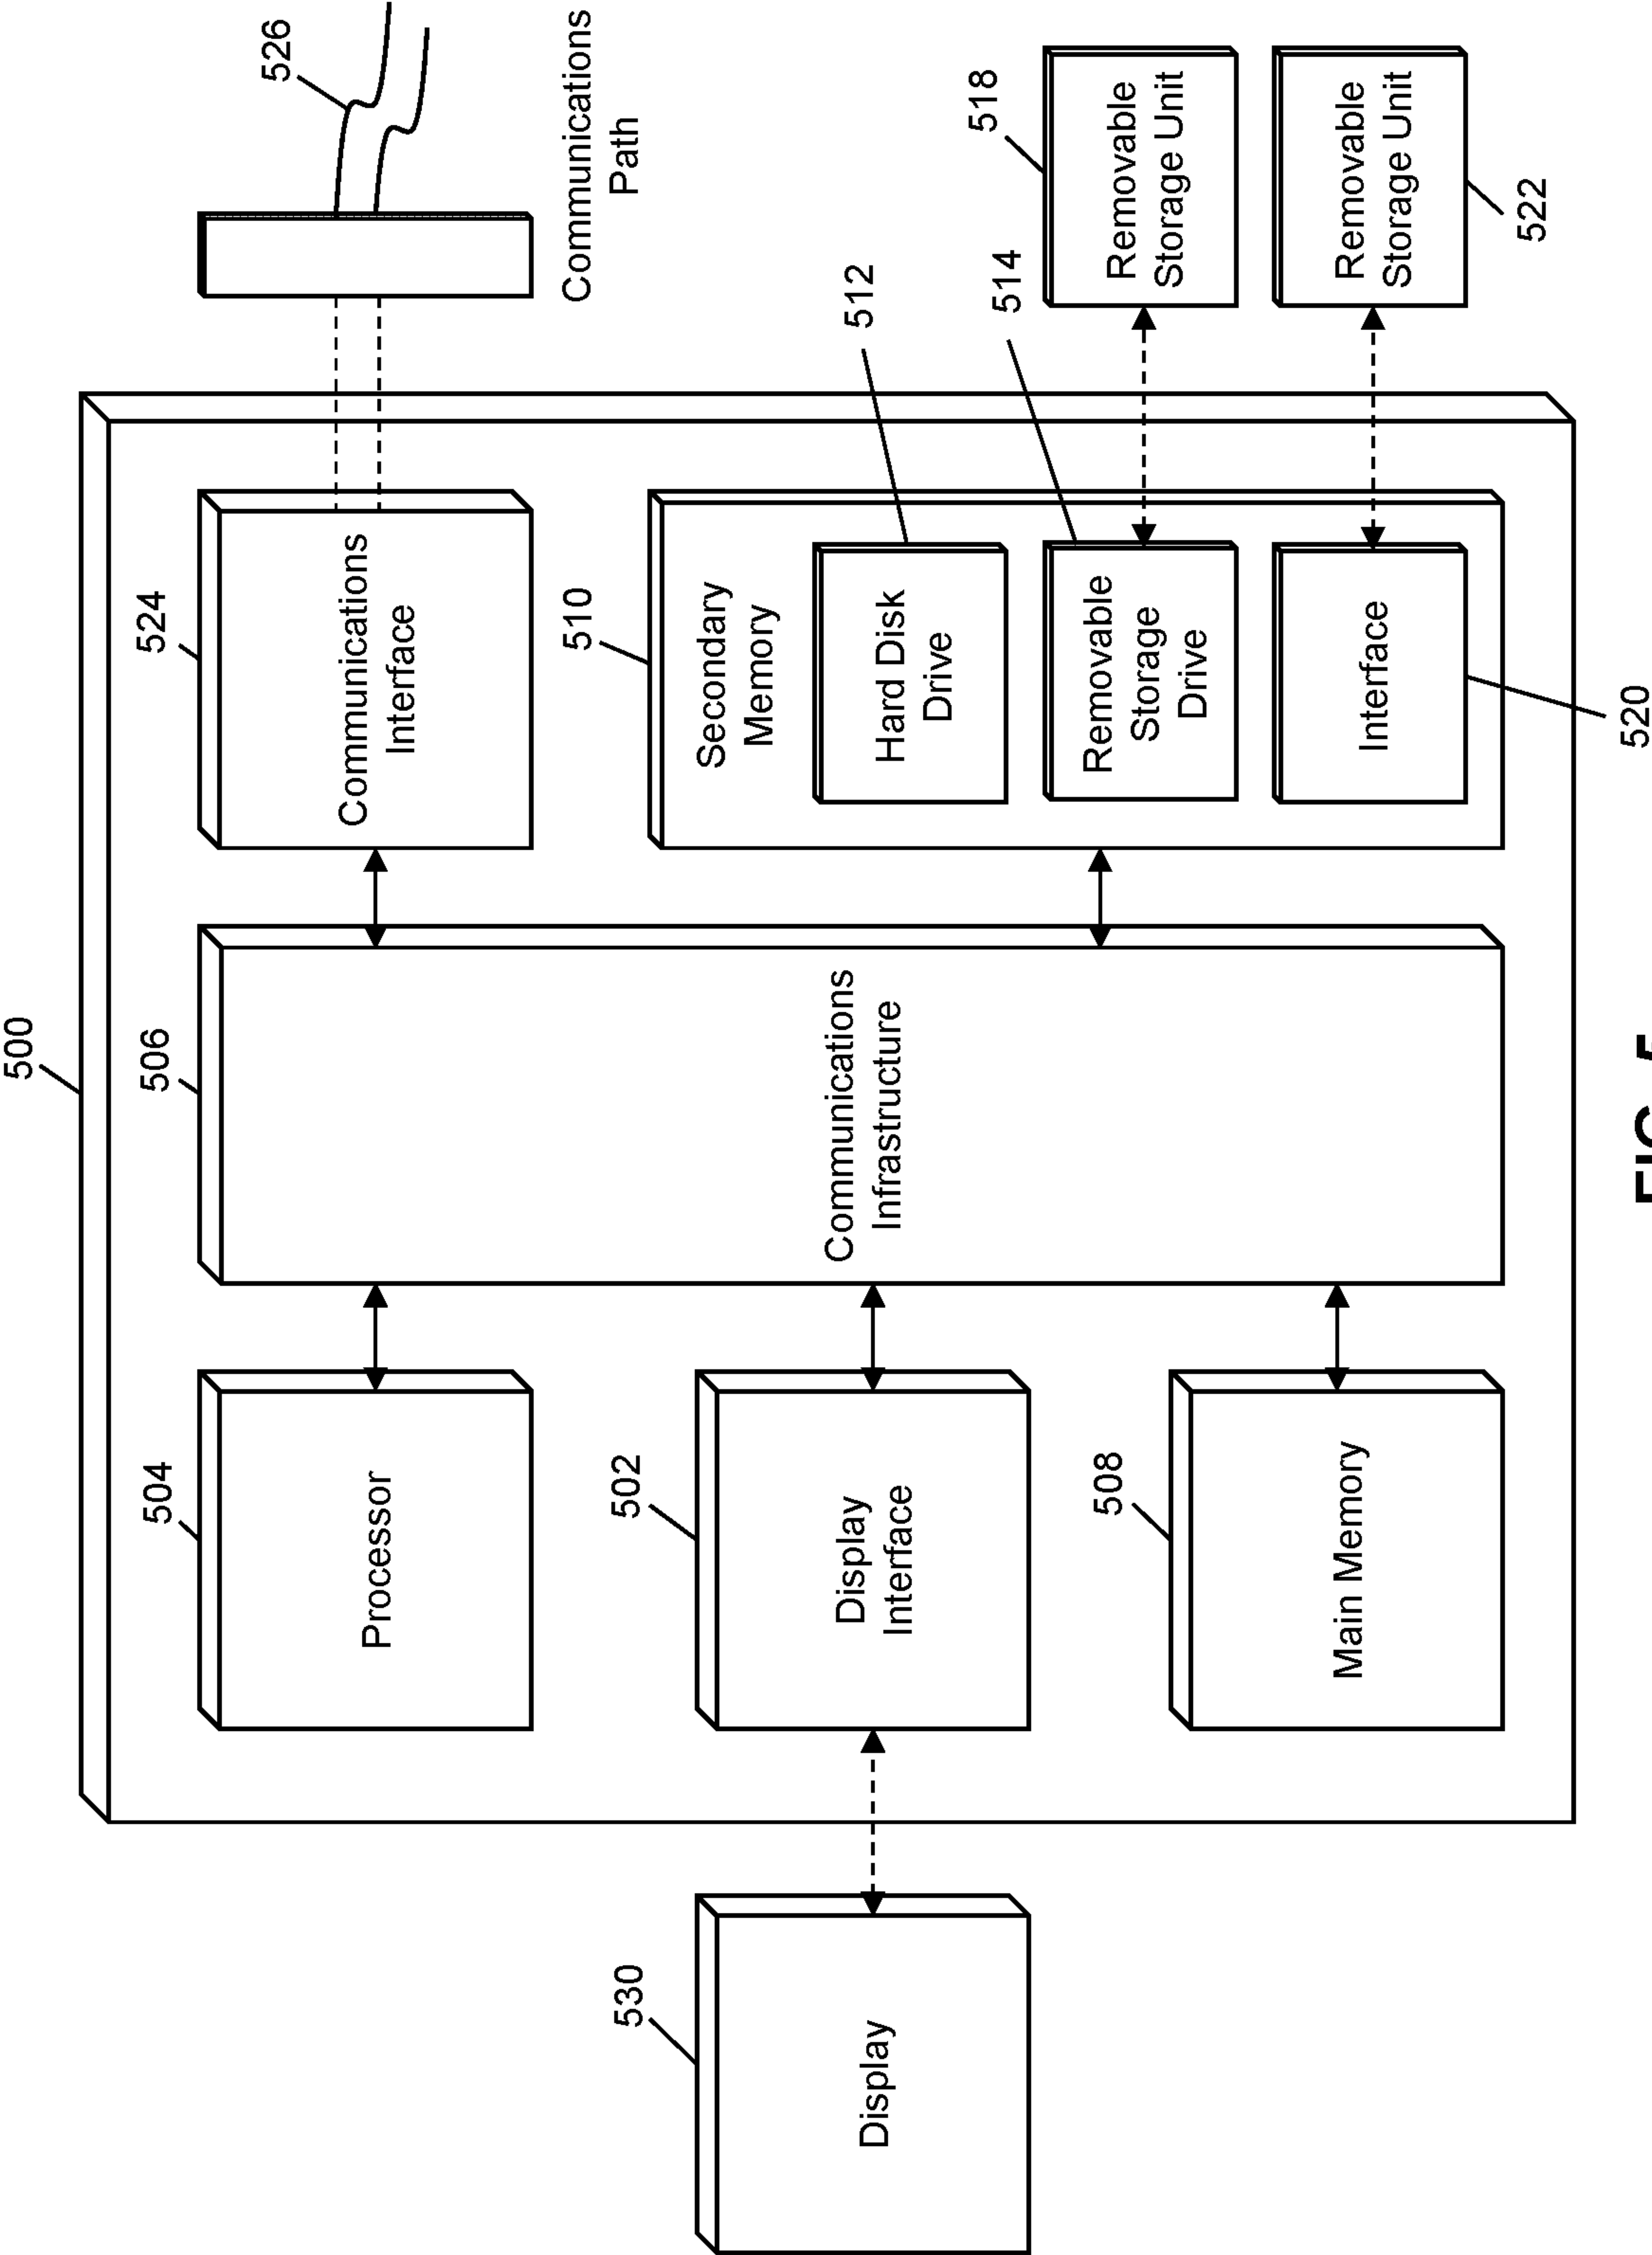 500
504
506
524
526
Processor
Communications
Interface
Communications
Path
530
502
510
Display
Display
Interface
Communications
Infrastructure
Secondary
Memory
512
Hard Disk
Drive
514
518
508
Removable
Storage
Drive
Removable
Storage Unit
Main Memory
Interface
Removable
Storage Unit
522
520
FIG. 5